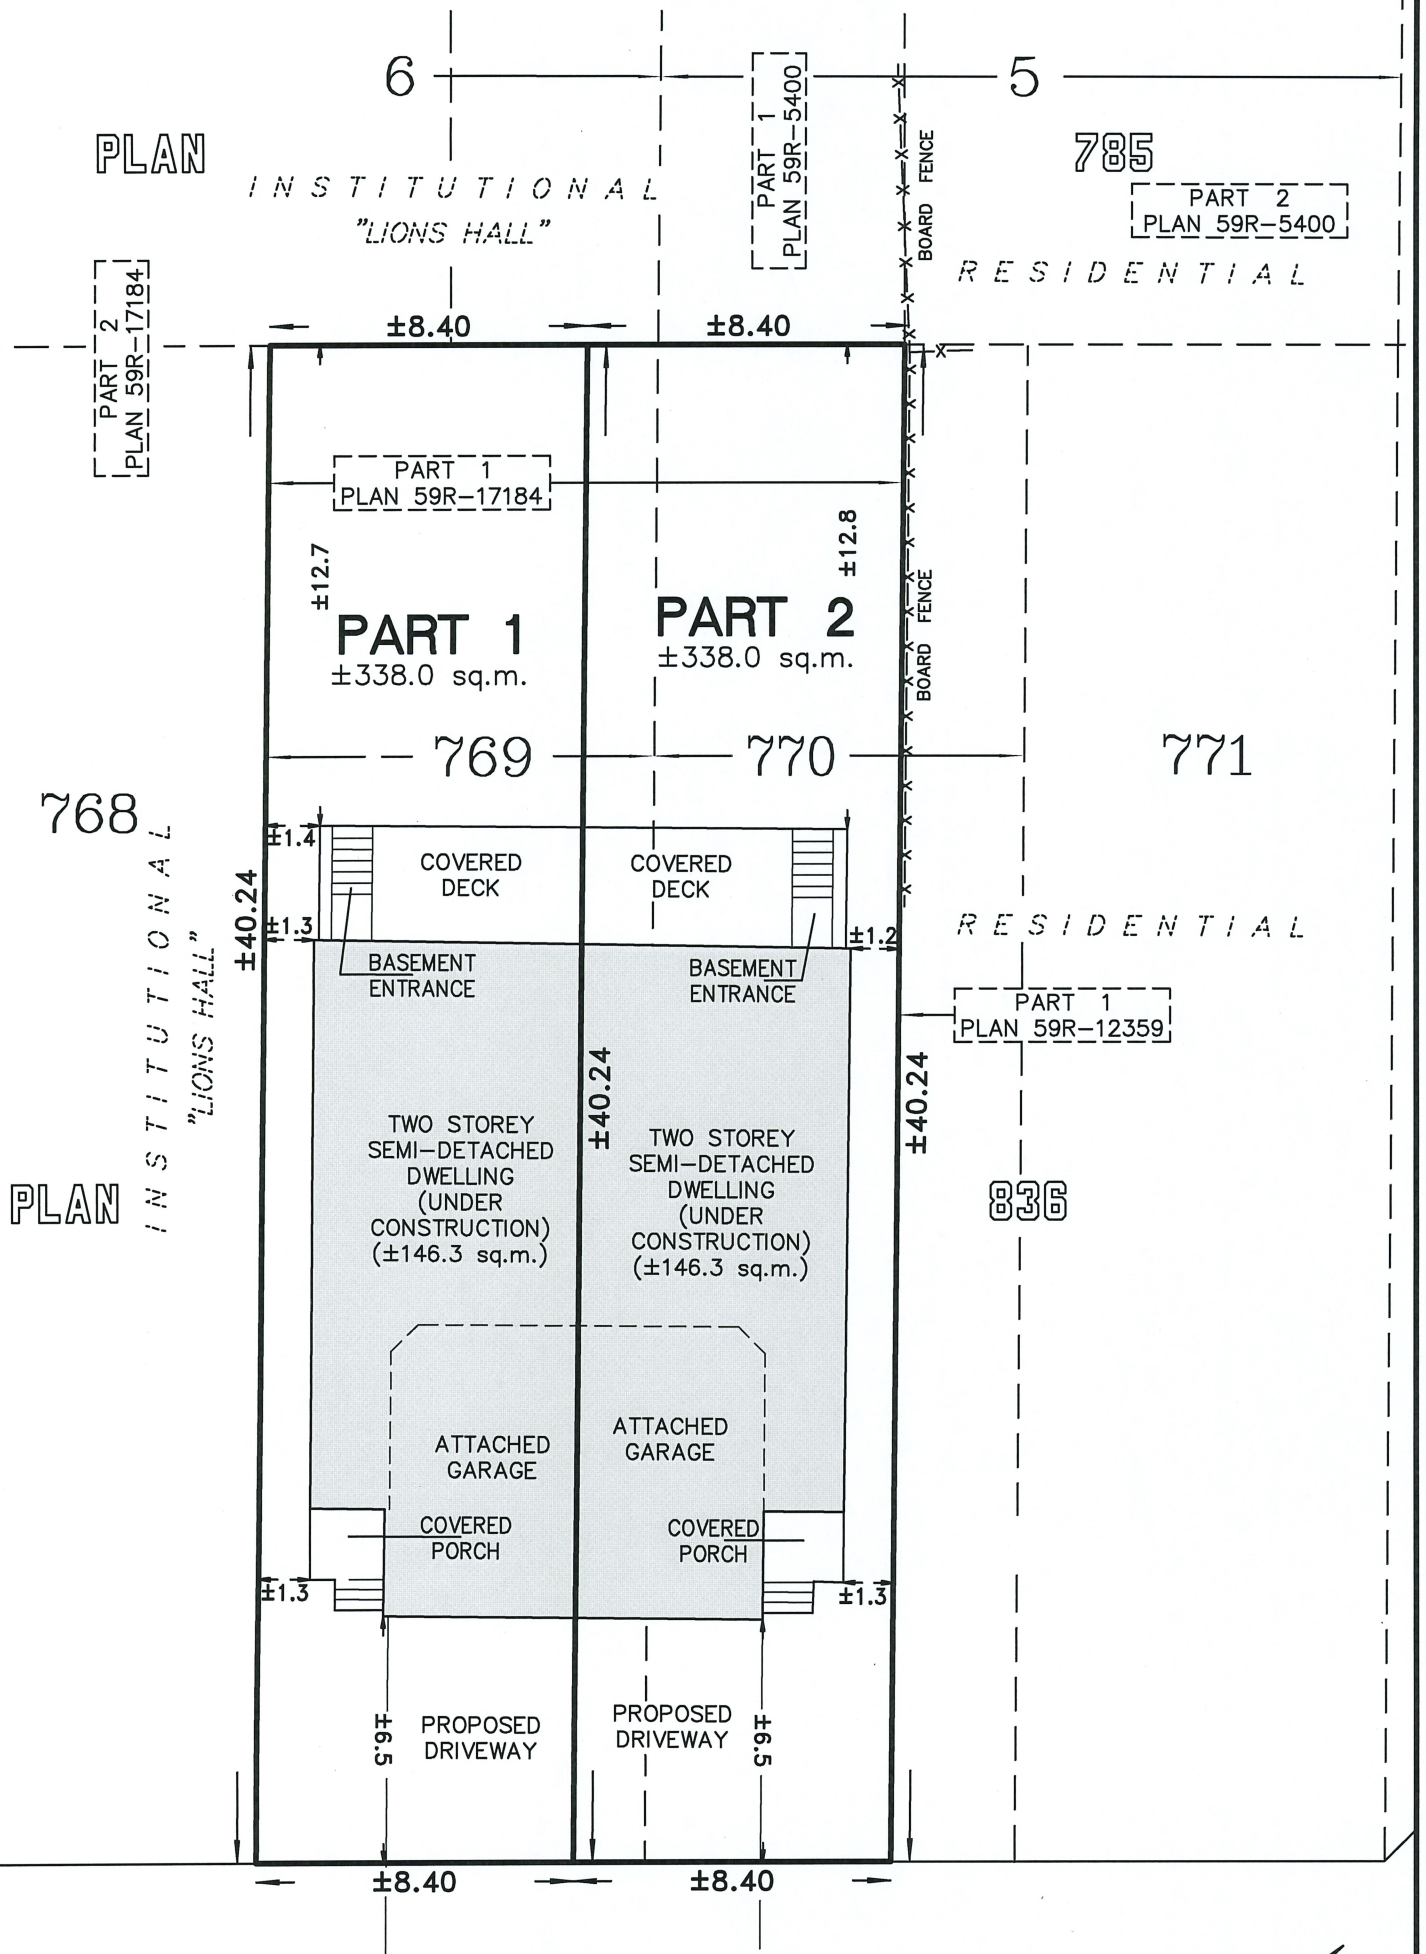 6
5
PLAN
785
PART 1
PLAN 59R-5400
BOARD FENCE
INSTITUTIONAL
"LIONS HALL"
PART 2
PLAN 59R-5400
RESIDENTIAL
PART 2
PLAN 59R-17184
±8.40
±8.40
PART 1
PLAN 59R-17184
±12.7
±12.8
PART 1
±338.0 sq.m.
PART 2
±338.0 sq.m.
BOARD FENCE
769
770
771
768
±1.4
COVERED
DECK
COVERED
DECK
±40.24
±1.3
±1.2
INSTITUTIONAL
"LIONS HALL"
RESIDENTIAL
BASEMENT
ENTRANCE
BASEMENT
ENTRANCE
PART 1
PLAN 59R-12359
±40.24
±40.24
TWO STOREY
SEMI-DETACHED
DWELLING
(UNDER
CONSTRUCTION)
(±146.3 sq.m.)
TWO STOREY
SEMI-DETACHED
DWELLING
(UNDER
CONSTRUCTION)
(±146.3 sq.m.)
PLAN
836
ATTACHED
GARAGE
ATTACHED
GARAGE
COVERED
PORCH
COVERED
PORCH
±1.3
±1.3
±6.5
PROPOSED
DRIVEWAY
PROPOSED
DRIVEWAY
±6.5
±8.40
±8.40